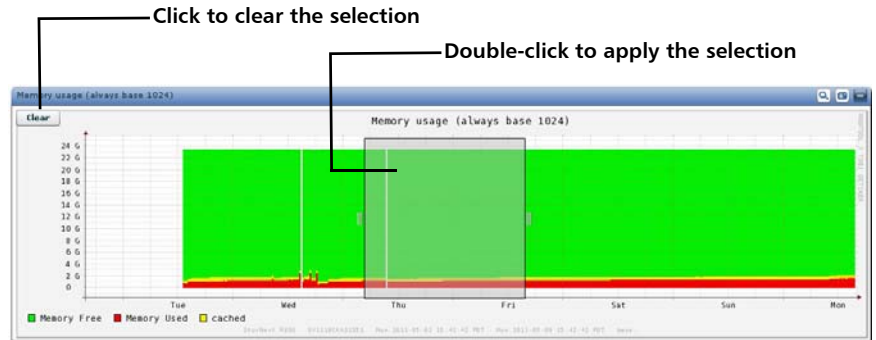 Click to clear the selection
Double-click to apply the selection
Memory usage (always base 1024)
Clear
Memory usage (always base 1024)
24 G
22 G
20 G
18 G
16 G
14 G
12 G
10 G
8 G
6 G
4 G
2 G
0
Tue Wed Thu Fri Sat Sun Mon
Memory Free Memory Used cached